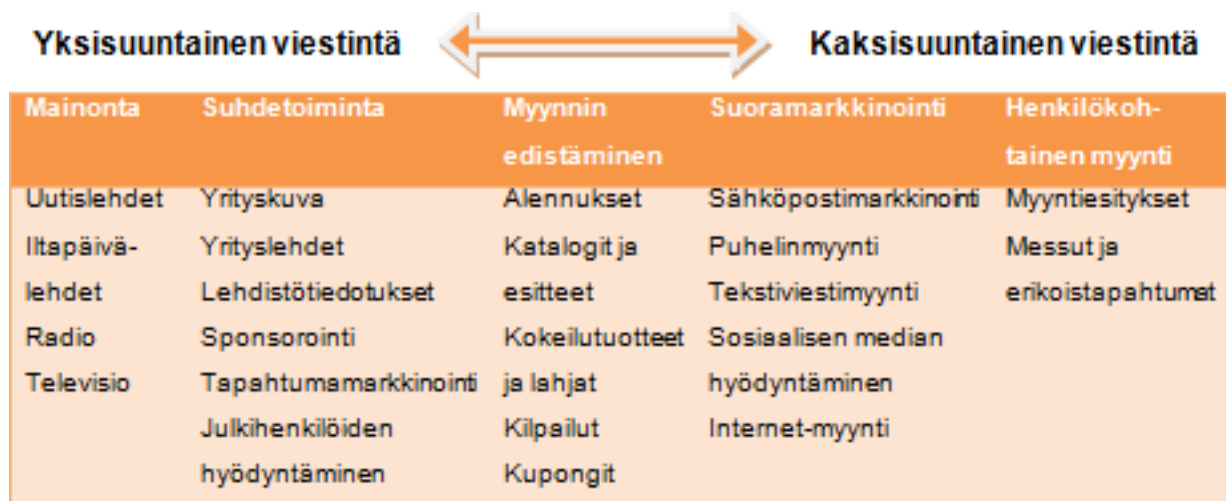 Yksisuuntainen viestintä Kaksisuuntainen viestintä
Mainonta Suhdetoiminta Myynnin Suoramarkkinointi Henkilökoh-
edistäminen tainen myynti
Uutislehdet Yrityskuva Alennukset Sähköpostimarkkinointi Myyntiesitykset
Iltapäivä- Yrityslehdet Katalogit ja Puhelinmyynti Messut ja
lehdet Lehdistötiedotukset esitteet Tekstiviestimyynti erikoistapahtumat
Radio Sponsorointi Kokeilutuotteet Sosiaalisen median
Televisio Tapahtumamarkkinointi ja lahjat hyödyntäminen
Julkihenkilöiden Kilpailut Internet-myynti
hyödyntäminen Kupongit